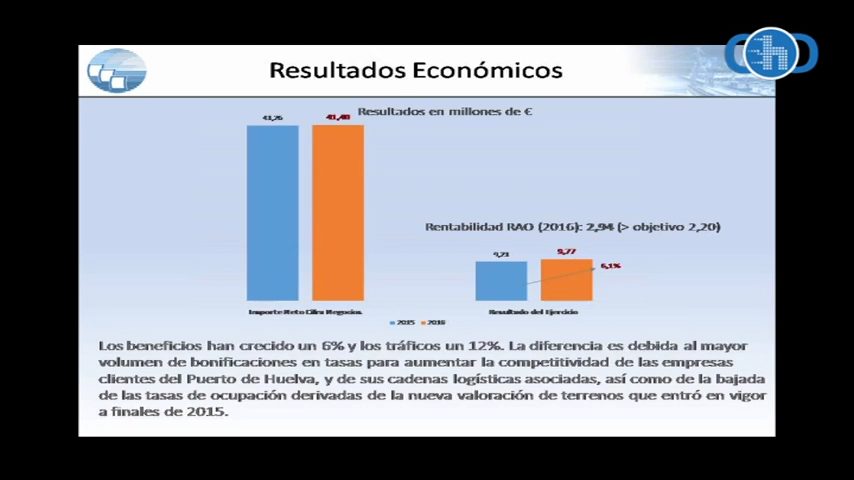 Resultados Económicos
Resultados en millones de €
Rentabilidad RAO (2016): 2,94 (> objetivo 2,20)
9,77
6,1%
Importe Neto Cifra Negocios.
Resultado del Ejercicio
2015 2016
Los beneficios han crecido un 6% y los tráficos un 12%. La diferencia es debida al mayor
volumen de bonificaciones en tasas para aumentar la competitividad de las empresas
clientes del Puerto de Huelva, y de sus cadenas logísticas asociadas, así como de la bajada
de las tasas de ocupación derivadas de la nueva valoración de terrenos que entró en vigor
a finales de 2015.